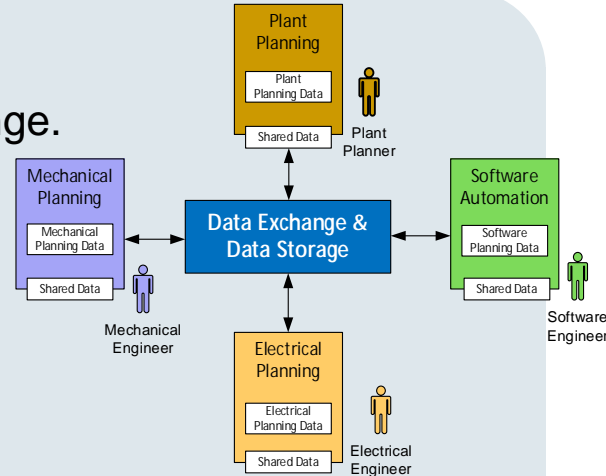 Plant
Planning
Plant
Planning Data
Shared Data
Plant
Planner
Mechanical
Planning
Mechanical
Planning Data
Shared Data
Mechanical
Engineer
Data Exchange &
Data Storage
Software
Automation
Software
Planning Data
Shared Data
Software
Engineer
Electrical
Planning
Electrical
Planning Data
Shared Data
Electrical
Engineer